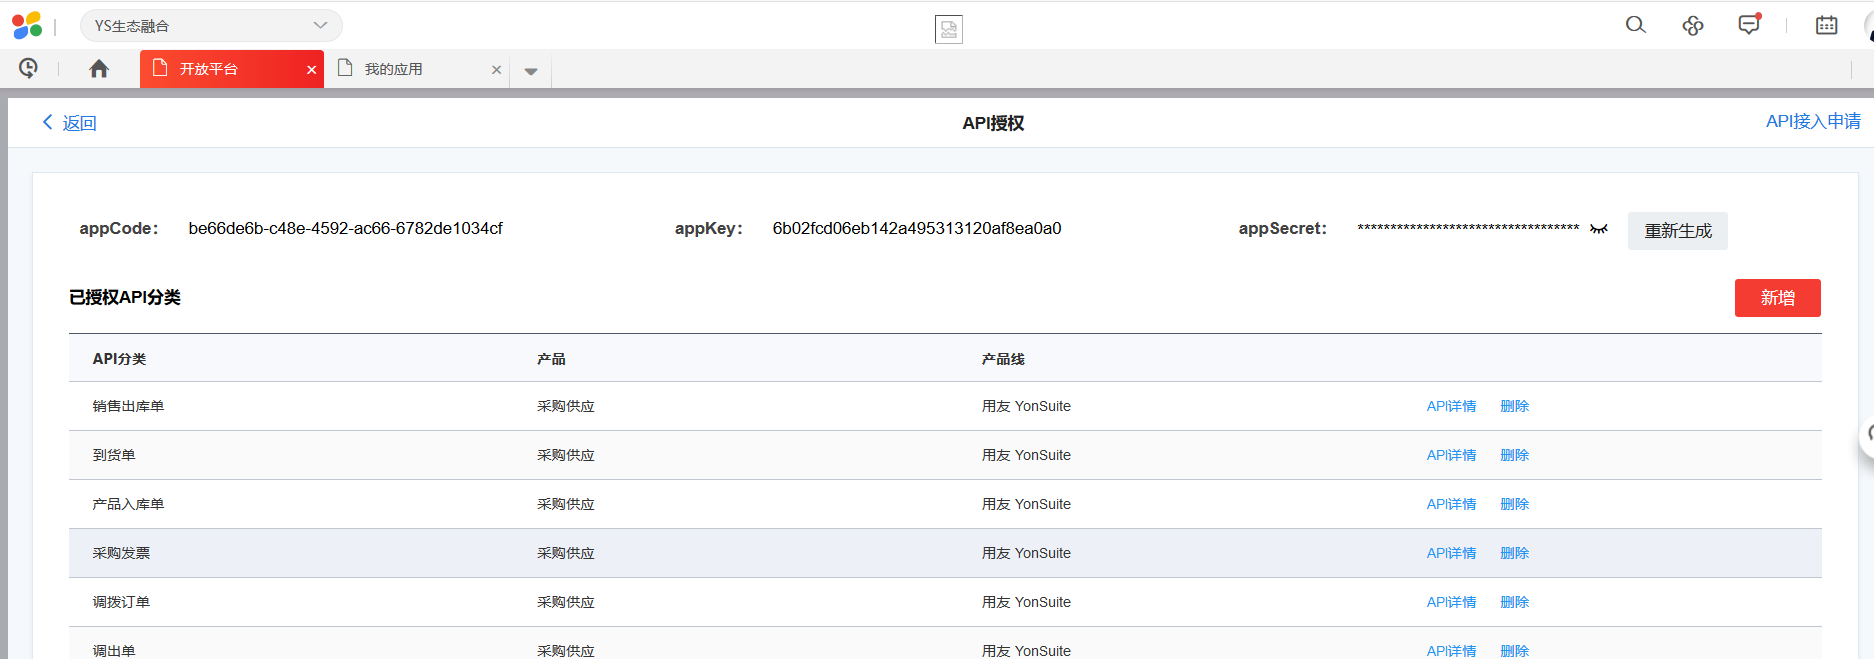 YS生态融合
开放平台
我的应用
返回
API授权
API接入申请
appCode：
be66de6b-c48e-4592-ac66-6782de1034cf
appKey：
6b02fcd06eb142a495313120af8ea0a0
appSecret：
**********************************
重新生成
已授权API分类
新增
API分类 产品 产品线
销售出库单 采购供应 用友 YonSuite API详情 删除
到货单 采购供应 用友 YonSuite API详情 删除
产品入库单 采购供应 用友 YonSuite API详情 删除
采购发票 采购供应 用友 YonSuite API详情 删除
调拨订单 采购供应 用友 YonSuite API详情 删除
调出单 采购供应 用友 YonSuite API详情 删除